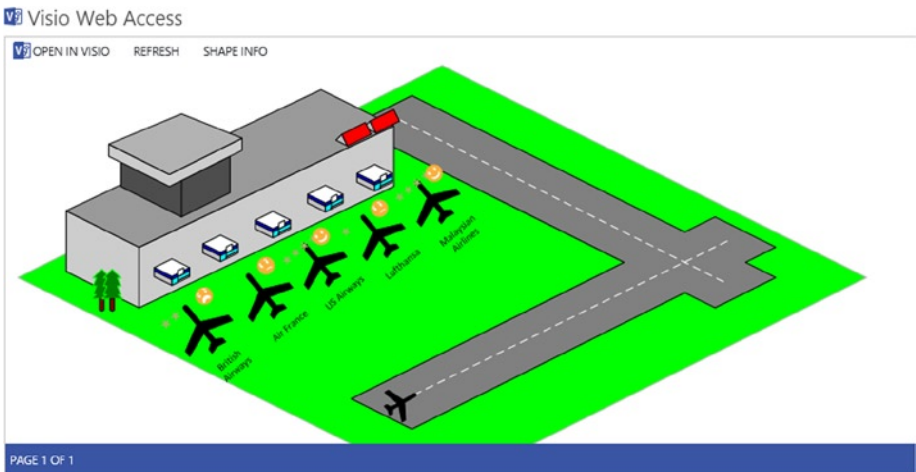 Visio Web Access
OPEN IN VISIO REFRESH SHAPE INFO
Malaysian
Airlines
Lufthansa
US Airways
Air France
British
Airways
PAGE 1 OF 1